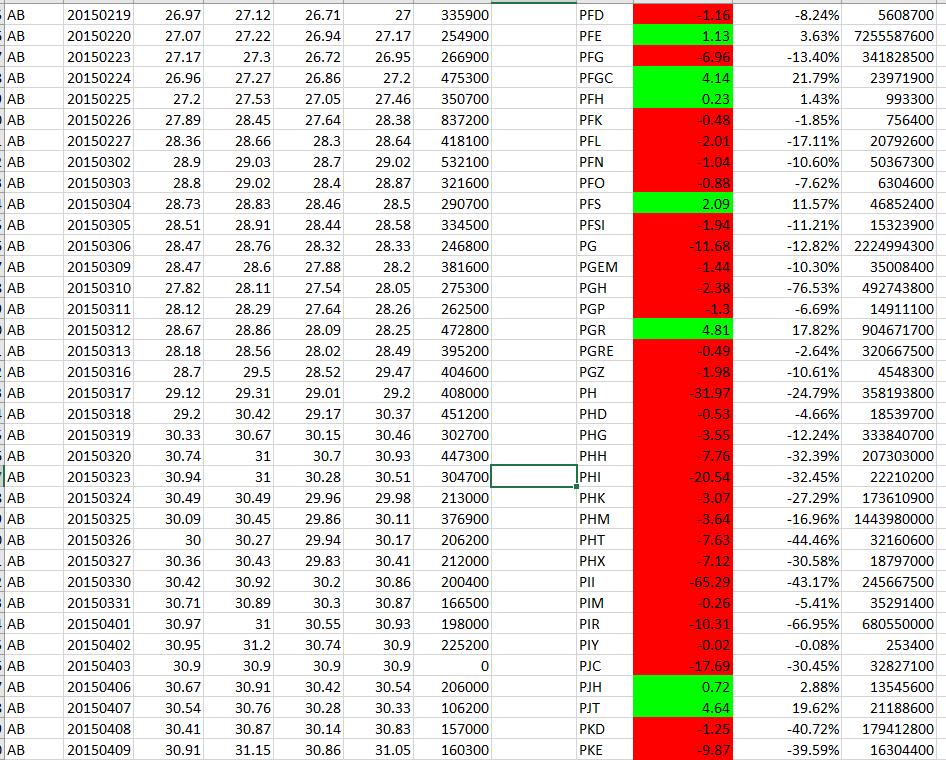 AB 20150219 26.97 27.12 26.71 27 335900 PFD -1.16 -8.24% 5608700
AB 20150220 27.07 27.22 26.94 27.17 254900 PFE 1.13 3.63% 7255587600
AB 20150223 27.17 27.3 26.72 26.95 266900 PFG -6.96 -13.40% 341828500
AB 20150224 26.96 27.27 26.86 27.2 475300 PFGC 4.14 21.79% 23971900
AB 20150225 27.2 27.53 27.05 27.46 350700 PFH 0.23 1.43% 993300
AB 20150226 27.89 28.45 27.64 28.38 837200 PFK -0.48 -1.85% 756400
AB 20150227 28.36 28.66 28.3 28.64 418100 PFL -2.01 -17.11% 20792600
AB 20150302 28.9 29.03 28.7 29.02 532100 PFN -1.04 -10.60% 50367300
AB 20150303 28.8 29.02 28.4 28.87 321600 PFO -0.88 -7.62% 6304600
AB 20150304 28.73 28.83 28.46 28.5 290700 PFS 2.09 11.57% 46852400
AB 20150305 28.51 28.91 28.44 28.58 334500 PFSI -1.94 -11.21% 15323900
AB 20150306 28.47 28.76 28.32 28.33 246800 PG -11.68 -12.82% 2224994300
AB 20150309 28.47 28.6 27.88 28.2 381600 PGEM -1.44 -10.30% 35008400
AB 20150310 27.82 28.11 27.54 28.05 275300 PGH -2.38 -76.53% 492743800
AB 20150311 28.12 28.29 27.64 28.26 262500 PGP -1.3 -6.69% 14911100
AB 20150312 28.67 28.86 28.09 28.25 472800 PGR 4.81 17.82% 904671700
AB 20150313 28.18 28.56 28.02 28.49 395200 PGRE -0.49 -2.64% 320667500
AB 20150316 28.7 29.5 28.52 29.47 404600 PGZ -1.98 -10.61% 4548300
AB 20150317 29.12 29.31 29.01 29.2 408000 PH -31.97 -24.79% 358193800
AB 20150318 29.2 30.42 29.17 30.37 451200 PHD -0.53 -4.66% 18539700
AB 20150319 30.33 30.67 30.15 30.46 302700 PHG -3.55 -12.24% 333840700
AB 20150320 30.74 31 30.7 30.93 447300 PHH -7.76 -32.39% 207303000
AB 20150323 30.94 31 30.28 30.51 304700 PHI -20.54 -32.45% 22210200
AB 20150324 30.49 30.49 29.96 29.98 213000 PHK -3.07 -27.29% 173610900
AB 20150325 30.09 30.45 29.86 30.11 376900 PHM -3.64 -16.96% 1443980000
AB 20150326 30 30.27 29.94 30.17 206200 PHT -7.63 -44.46% 32160600
AB 20150327 30.36 30.43 29.83 30.41 212000 PHX -7.12 -30.58% 18797000
AB 20150330 30.42 30.92 30.2 30.86 200400 PII -65.29 -43.17% 245667500
AB 20150331 30.71 30.89 30.3 30.87 166500 PIM -0.26 -5.41% 35291400
AB 20150401 30.97 31 30.55 30.93 198000 PIR -10.31 -66.95% 680550000
AB 20150402 30.95 31.2 30.74 30.9 225200 PIY -0.02 -0.08% 253400
AB 20150403 30.9 30.9 30.9 30.9 0 PJC -17.69 -30.45% 32827100
AB 20150406 30.67 30.91 30.42 30.54 206000 PJH 0.72 2.88% 13545600
AB 20150407 30.54 30.76 30.28 30.33 106200 PJT 4.64 19.62% 21188600
AB 20150408 30.41 30.87 30.14 30.83 157000 PKD -1.25 -40.72% 179412800
AB 20150409 30.91 31.15 30.86 31.05 160300 PKE -9.87 -39.59% 16304400